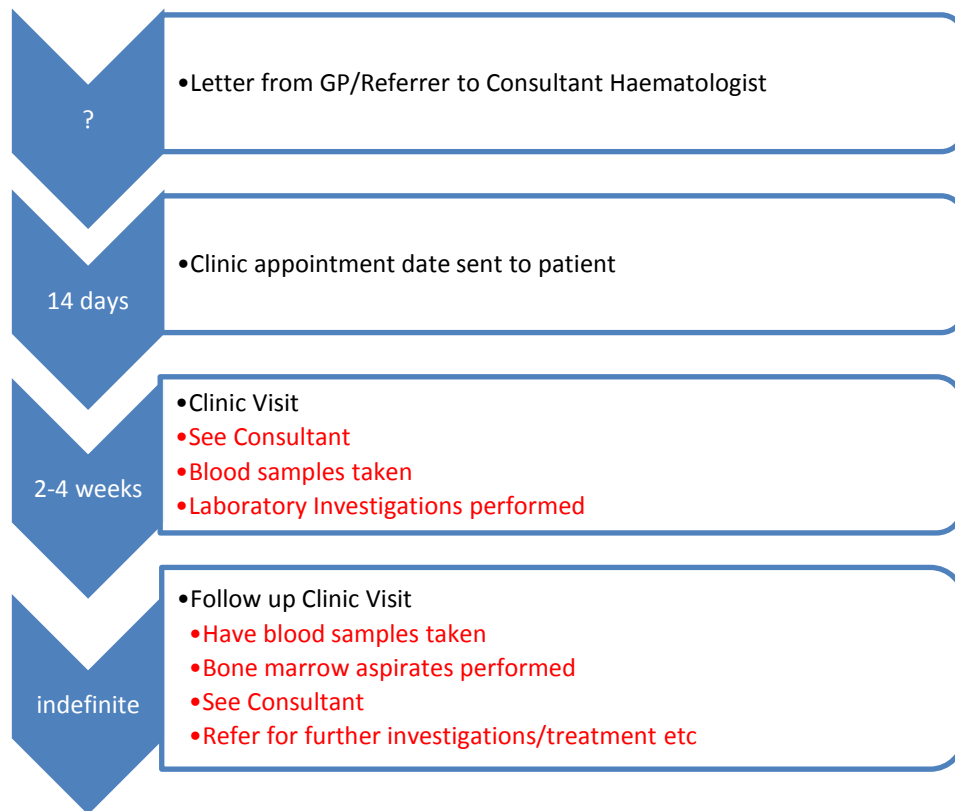 ?
•Letter from GP/Referrer to Consultant Haematologist
14 days
•Clinic appointment date sent to patient
2-4 weeks
•Clinic Visit
•See Consultant
•Blood samples taken
•Laboratory Investigations performed
indefinite
•Follow up Clinic Visit
•Have blood samples taken
•Bone marrow aspirates performed
•See Consultant
•Refer for further investigations/treatment etc